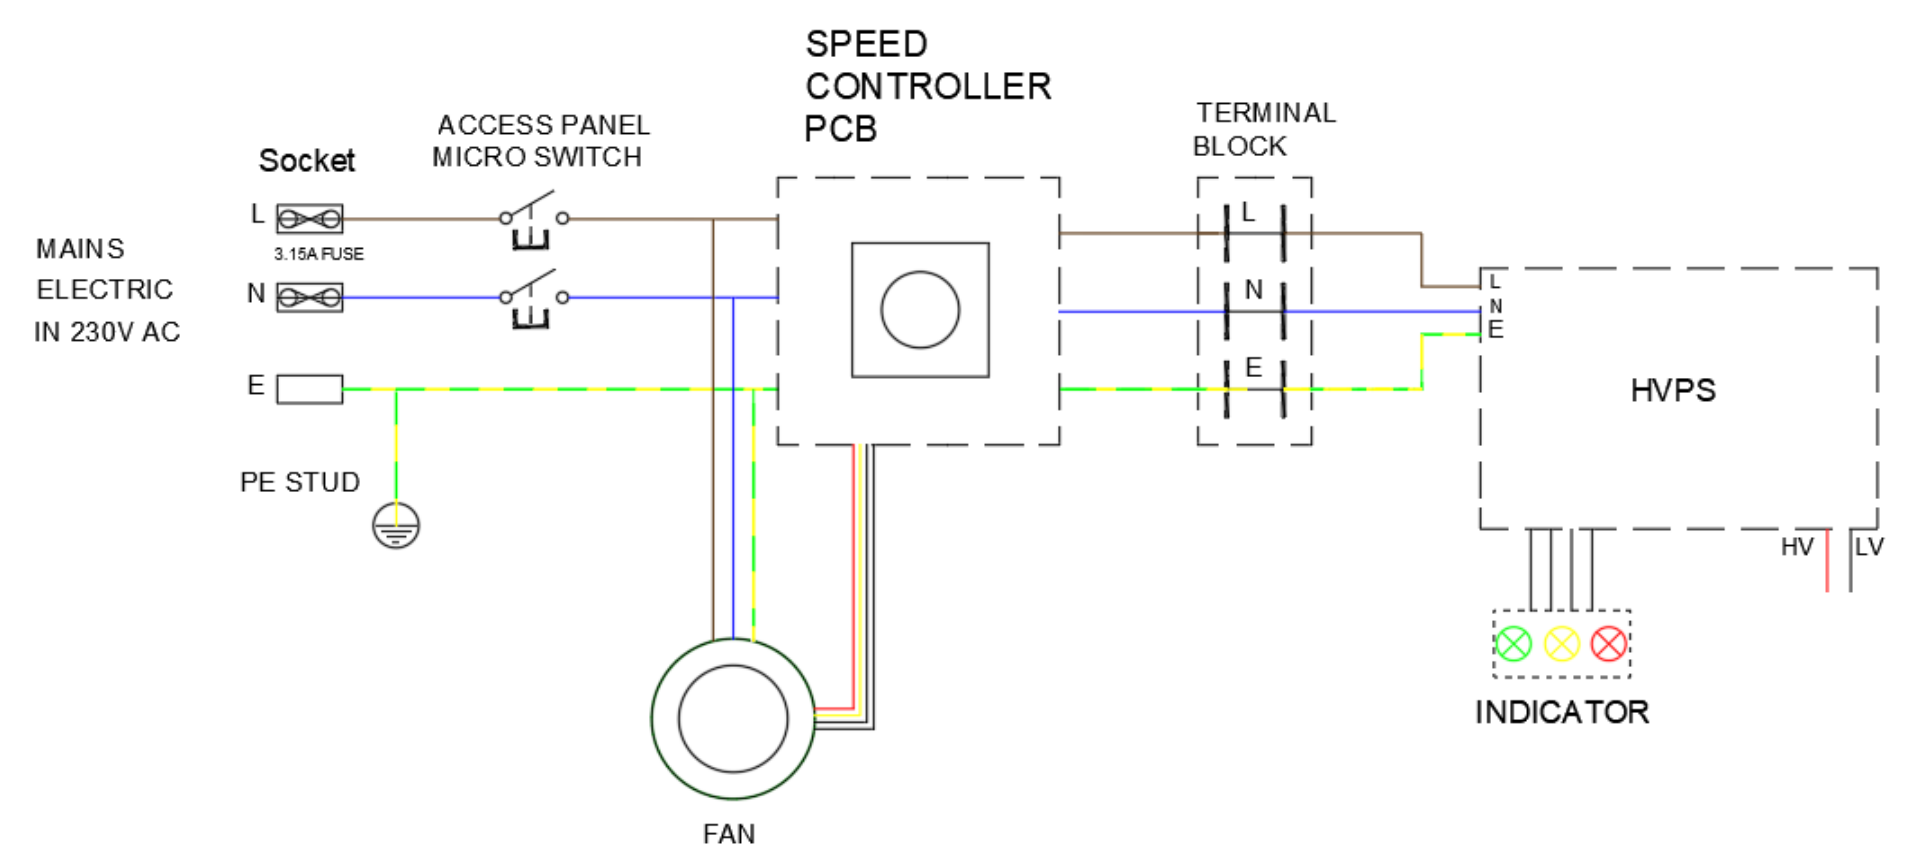 SPEED
CONTROLLER
PCB
ACCESS PANEL
MICRO SWITCH
TERMINAL
BLOCK
Socket
L
3.15A FUSE
MAINS
ELECTRIC
IN 230V AC
N
E
PE STUD
L
N
E
L
N
E
HVPS
HV
LV
INDICATOR
FAN